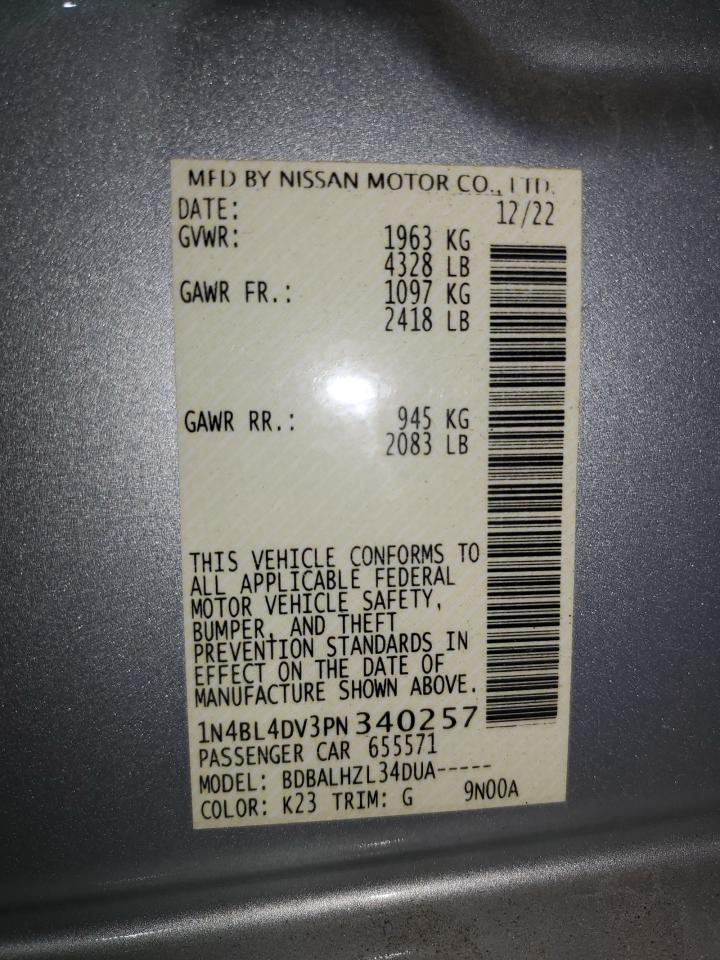 MFD BY NISSAN MOTOR CO., LTD.
DATE: 12/22
GVWR: 1963 KG
4328 LB
GAWR FR.: 1097 KG
2418 LB
GAWR RR.: 945 KG
2083 LB
THIS VEHICLE CONFORMS TO
ALL APPLICABLE FEDERAL
MOTOR VEHICLE SAFETY,
BUMPER, AND THEFT
PREVENTION STANDARDS IN
EFFECT ON THE DATE OF
MANUFACTURE SHOWN ABOVE.
1N4BL4DV3PN340257
PASSENGER CAR 655571
MODEL: BDBALHZL34DUA-----
COLOR: K23 TRIM: G 9N00A